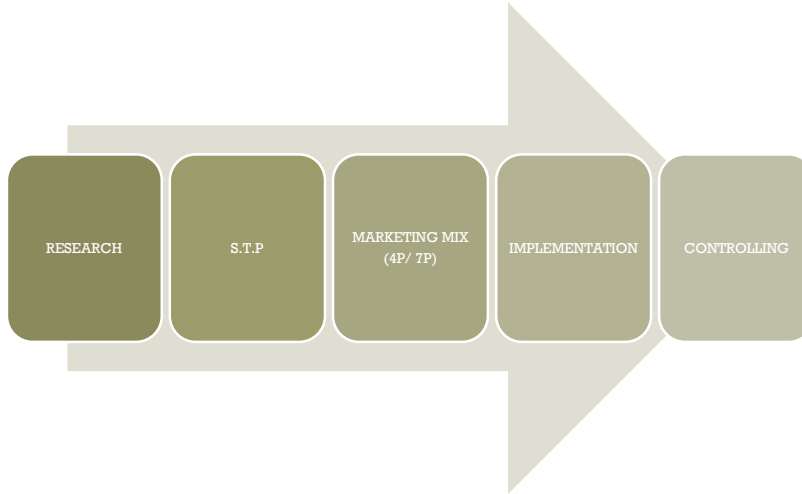 RESEARCH
S.T.P
MARKETING MIX
(4P/ 7P)
IMPLEMENTATION
CONTROLLING